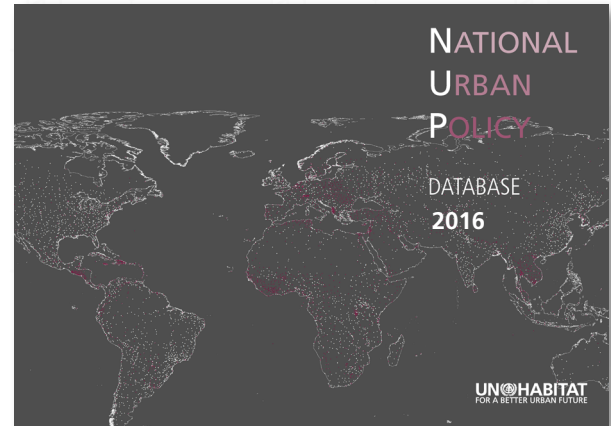 NATIONAL
URBAN
POLICY
DATABASE
2016
UN HABITAT
FOR A BETTER URBAN FUTURE